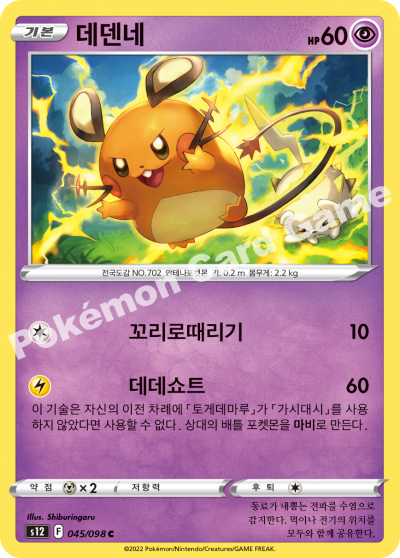 기본 데덴네 HP60
전국도감 NO.702 안테나포켓몬 키: 0.2 m 몸무게: 2.2 kg
Pokémon Card Game
꼬리로때리기 10
데데쇼트 60
이 기술은 자신의 이전 차례에 「토게데마루」가 「가시대시」를 사용
하지 않았다면 사용할 수 없다. 상대의 배틀 포켓몬을 마비로 만든다.
약점 ×2 저항력 후퇴
Illus. Shiburingaru
s12 F 045/098 C
동료가 내뿜는 전파를 수염으로
감지한다. 먹이나 전기의 위치를
모두와 함께 공유한다.
©2022 Pokémon/Nintendo/Creatures/GAME FREAK.